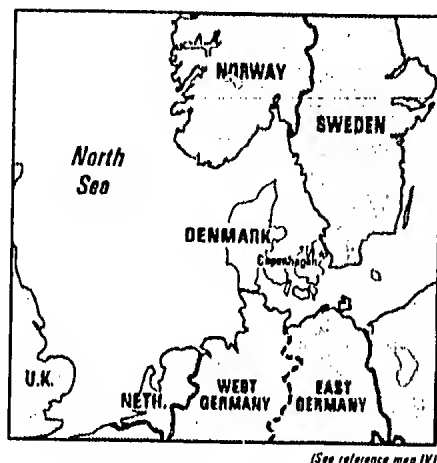 NORWAY
SWEDEN
North
Sea
DENMARK
Copenhagen
U.K.
NETH.
WEST
GERMANY
EAST
GERMANY
(See reference map IV)